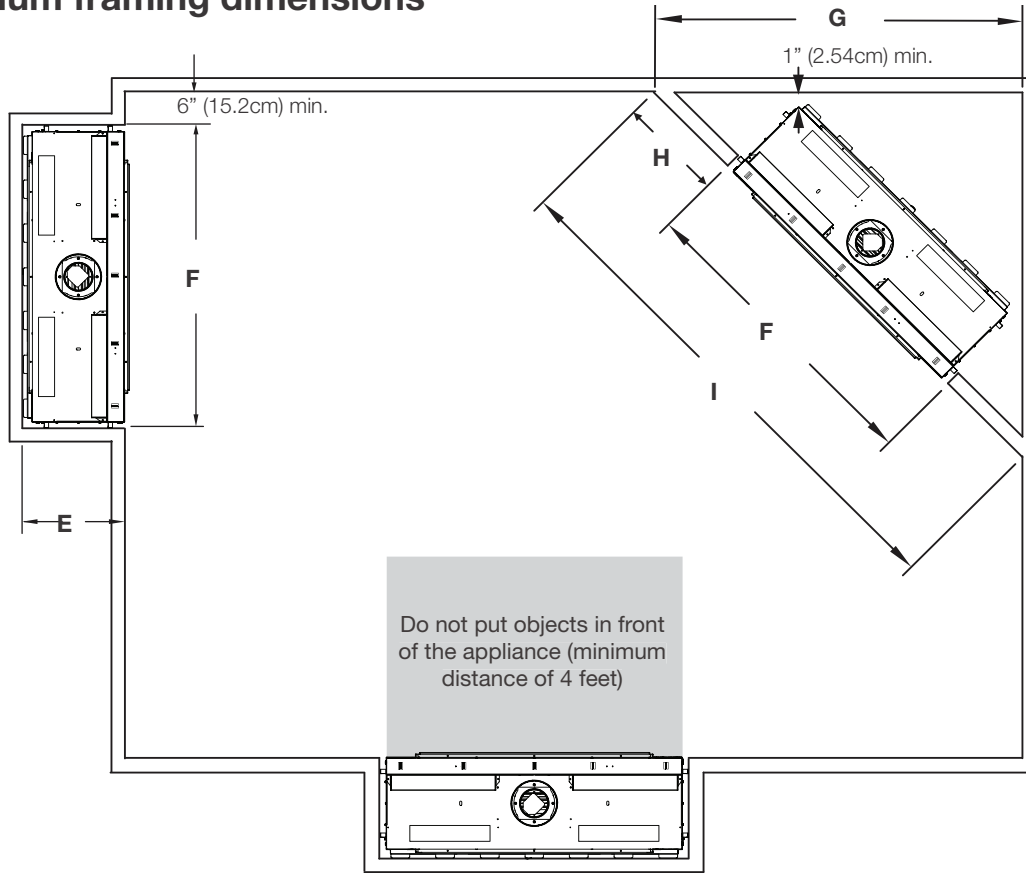 framing dimensions
G
1” (2.54cm) min.
6” (15.2cm) min.
H
F
F
I
E
Do not put objects in front
of the appliance (minimum
distance of 4 feet)